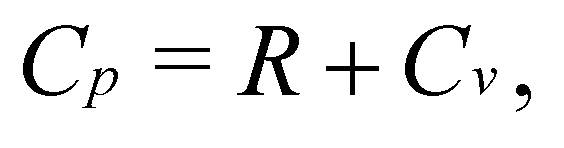 C_p = R + C_v,